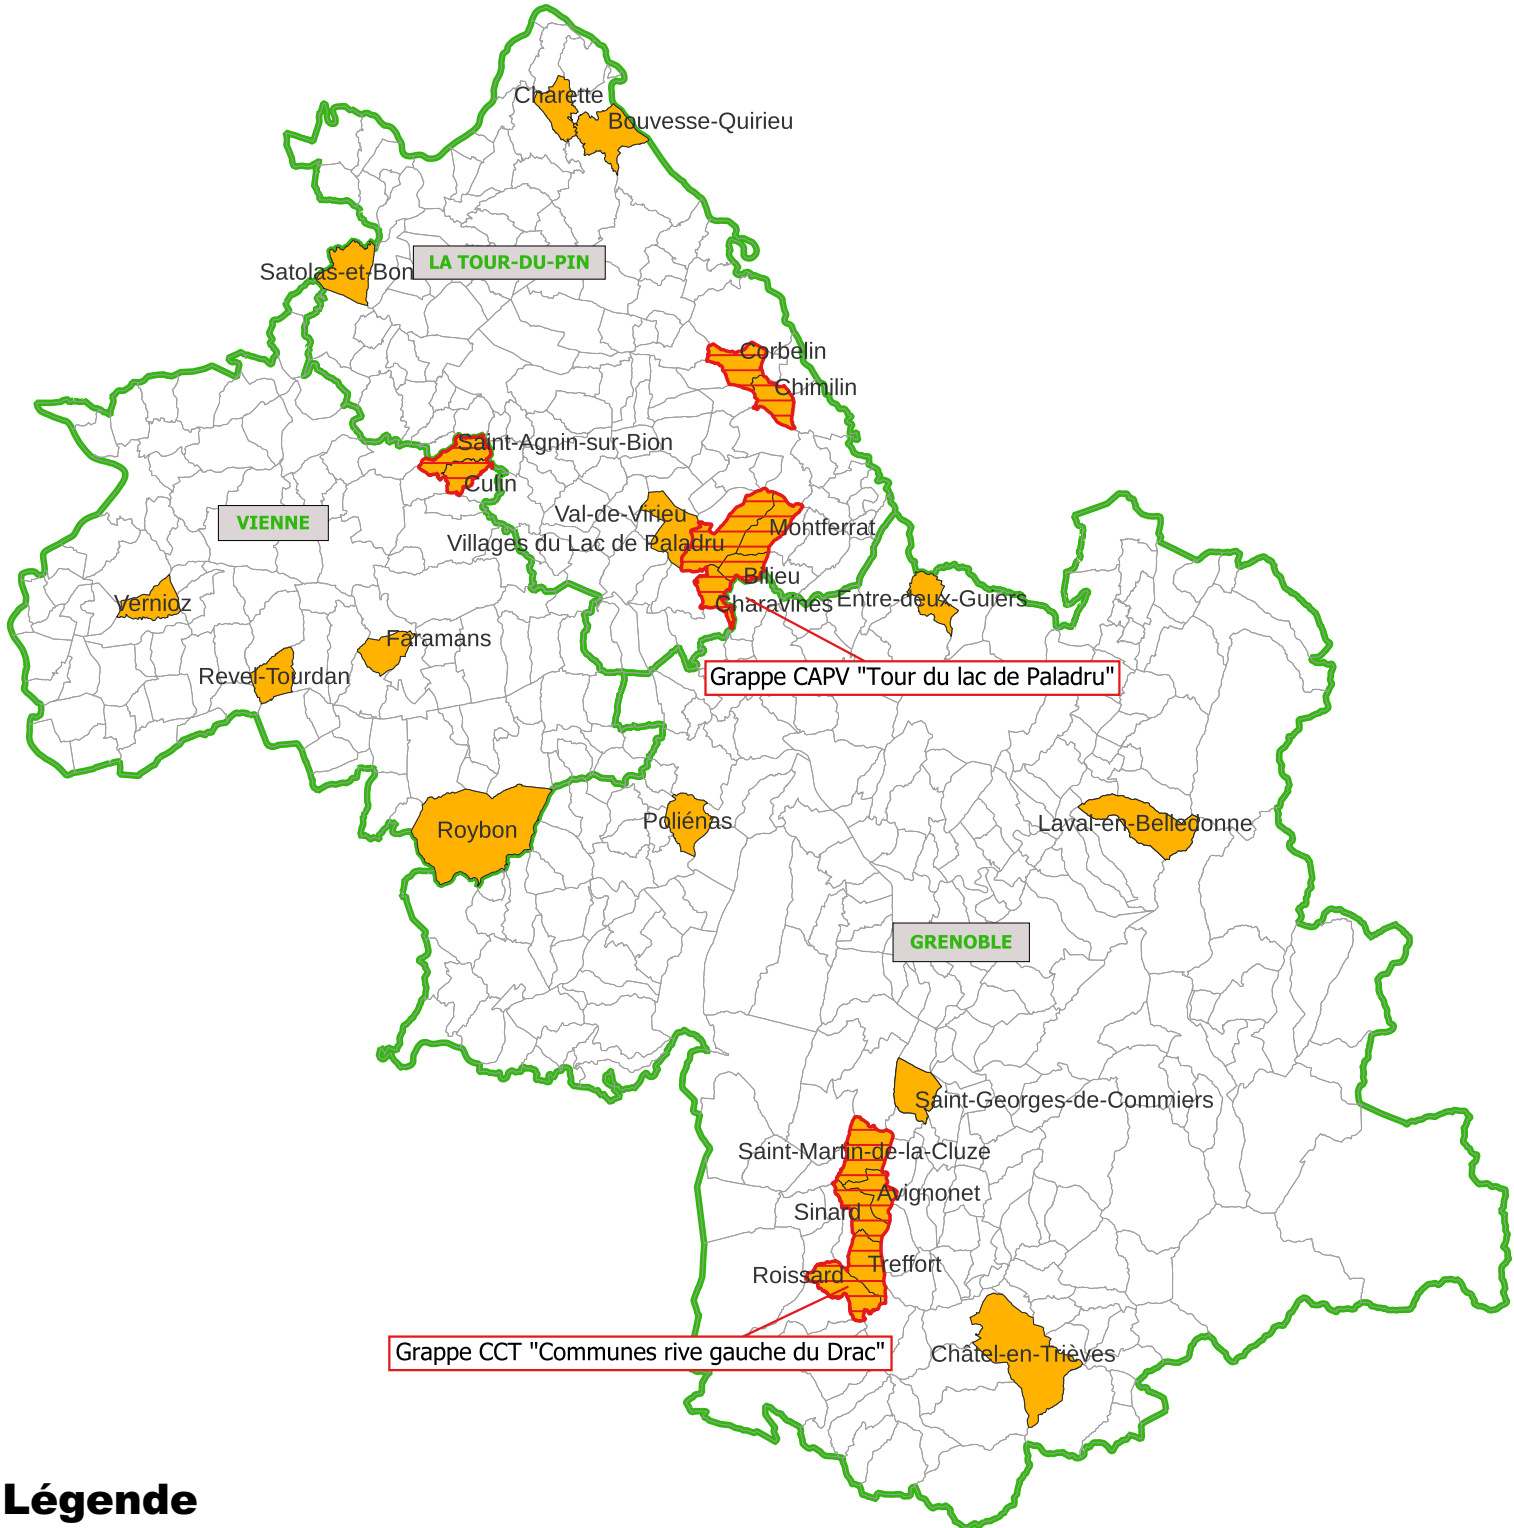 Charette
Bouvesse-Quirieu
LA TOUR-DU-PIN
Satolas-et-Bon
Corbelin
Chimilin
Saint-Agnin-sur-Bion
Culin
Val-de-Virieu
VIENNE
Montferrat
Villages du Lac de Paladru
Bilieu
Vernioz
Charavines
Entre-deux-Guiers
Faramans
Revel-Tourdan
Grappe CAPV "Tour du lac de Paladru"
Poliénas
Laval-en-Belledonne
Roybon
GRENOBLE
Saint-Georges-de-Commiers
Saint-Martin-de-la-Cluze
Avignonet
Sinard
Treffort
Roissard
Grappe CCT "Communes rive gauche du Drac"
Châtel-en-Trièves
Légende